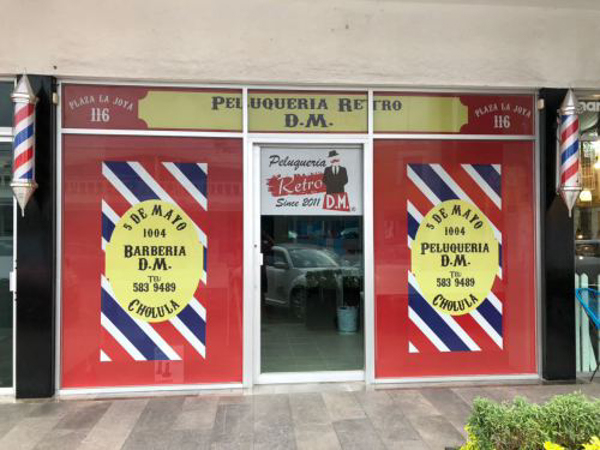 PLAZA LA JOYA
116
PELUQUERIA RETRO
D.M.
PLAZA LA JOYA
116
Peluqueria
Retro
D.M.
Since 2011
5 DE MAYO
1004
BARBERIA
D.M.
TEL:
583 9489
CHOLULA
5 DE MAYO
1004
PELUQUERIA
D.M.
TEL:
583 9489
CHOLULA